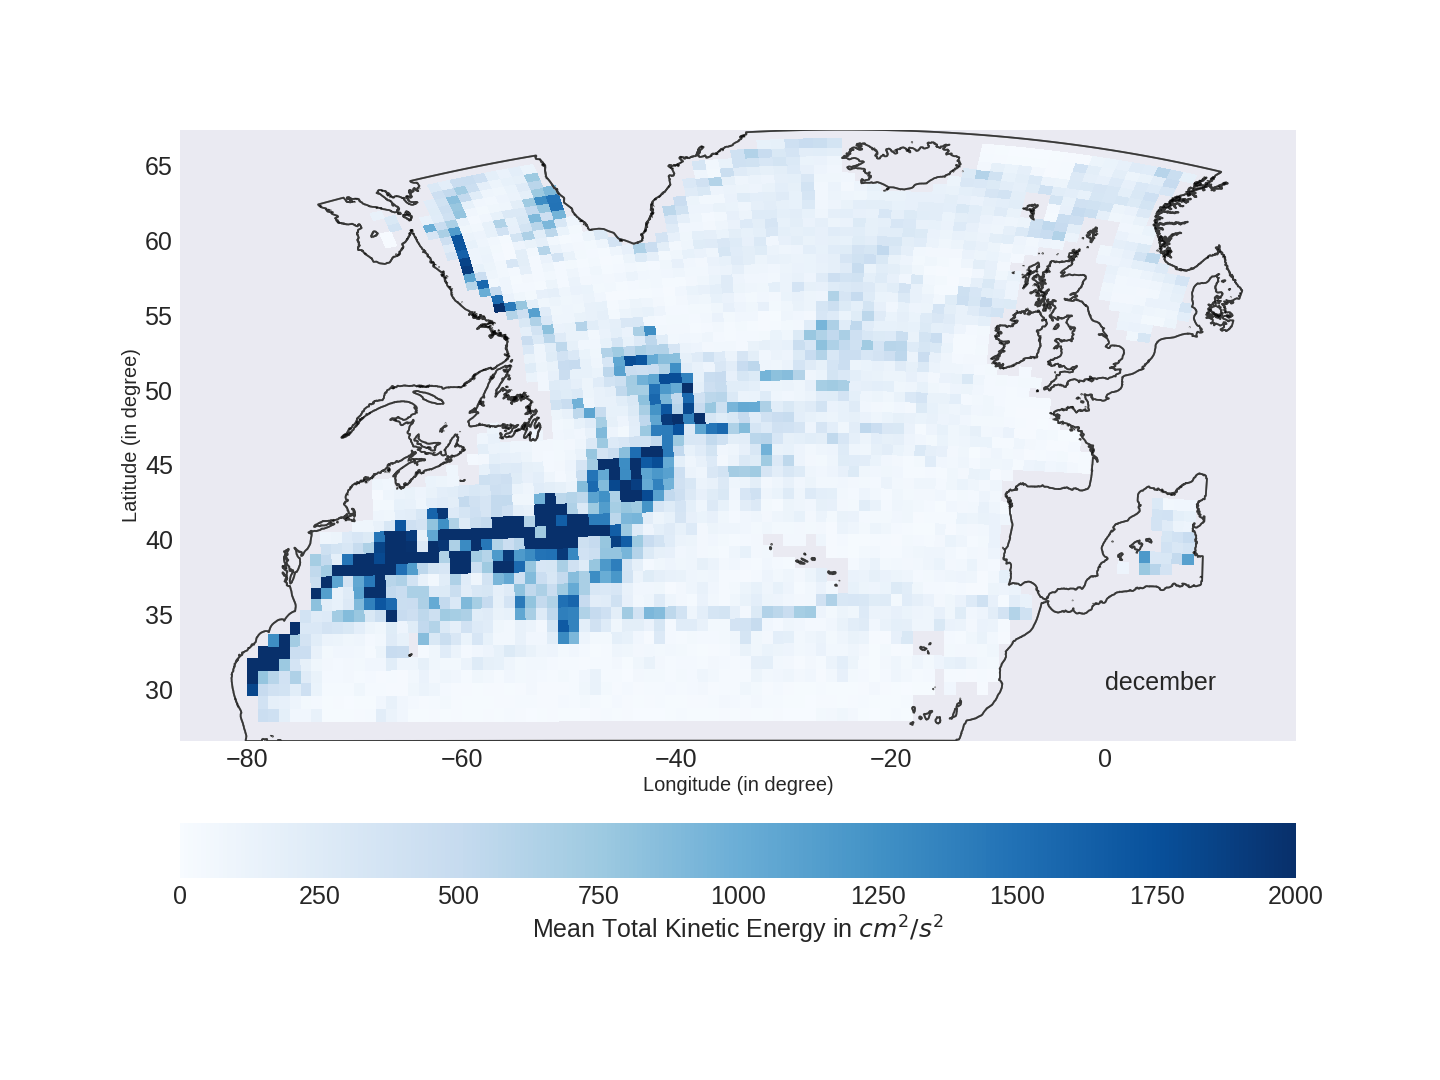 65
60
55
50
45
40
35
30
Latitude (in degree)
december
−80 −60 −40 −20 0
Longitude (in degree)
0 250 500 750 1000 1250 1500 1750 2000
Mean Total Kinetic Energy in cm²/s²